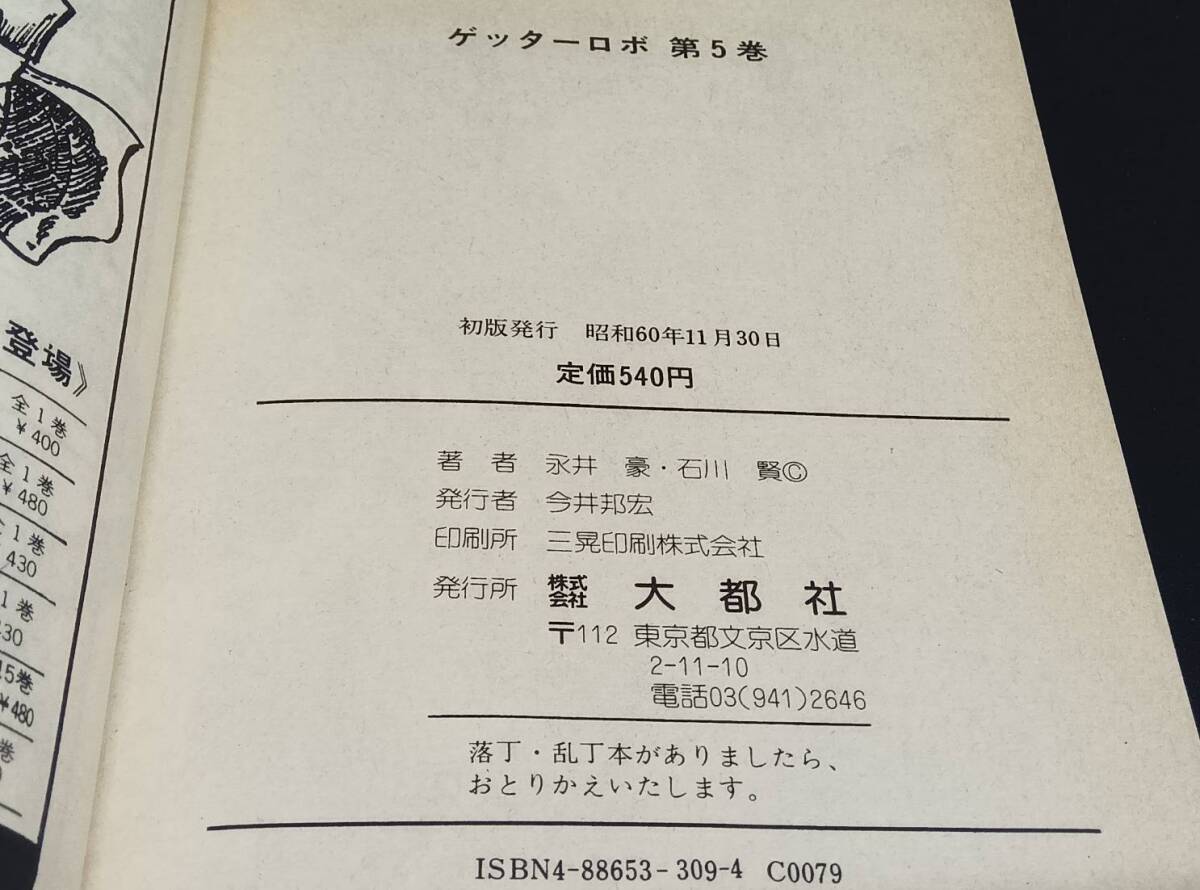 ゲッターロボ 第5巻
初版発行 昭和60年11月30日
定価540円
著者 永井 豪・石川 賢©
発行者 今井邦宏
印刷所 三晃印刷株式会社
発行所 株式会社 大都社
〒112 東京都文京区水道
2-11-10
電話03(941)2646
落丁・乱丁本がありましたら、
おとりかえいたします。
ISBN4-88653-309-4 C0079
登場》
全1巻
¥400
全1巻
¥480
1巻
430
1巻
30
5巻
¥480
巻